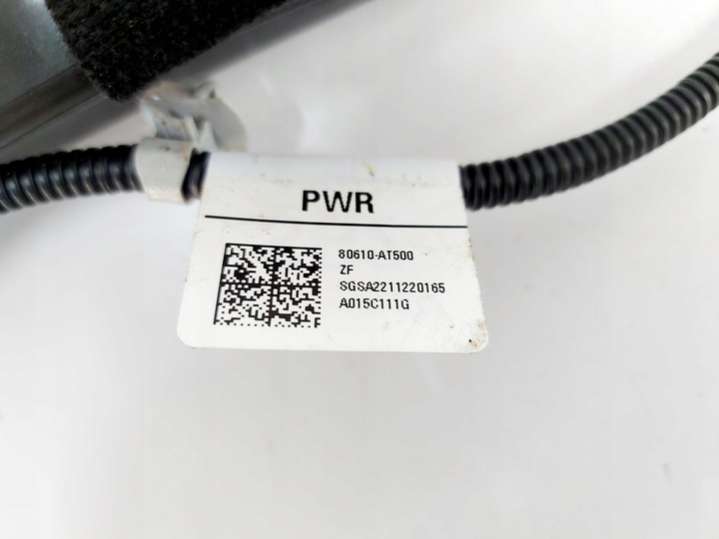 PWR
80610-AT500
ZF
SGSA2211220165
A015C111G